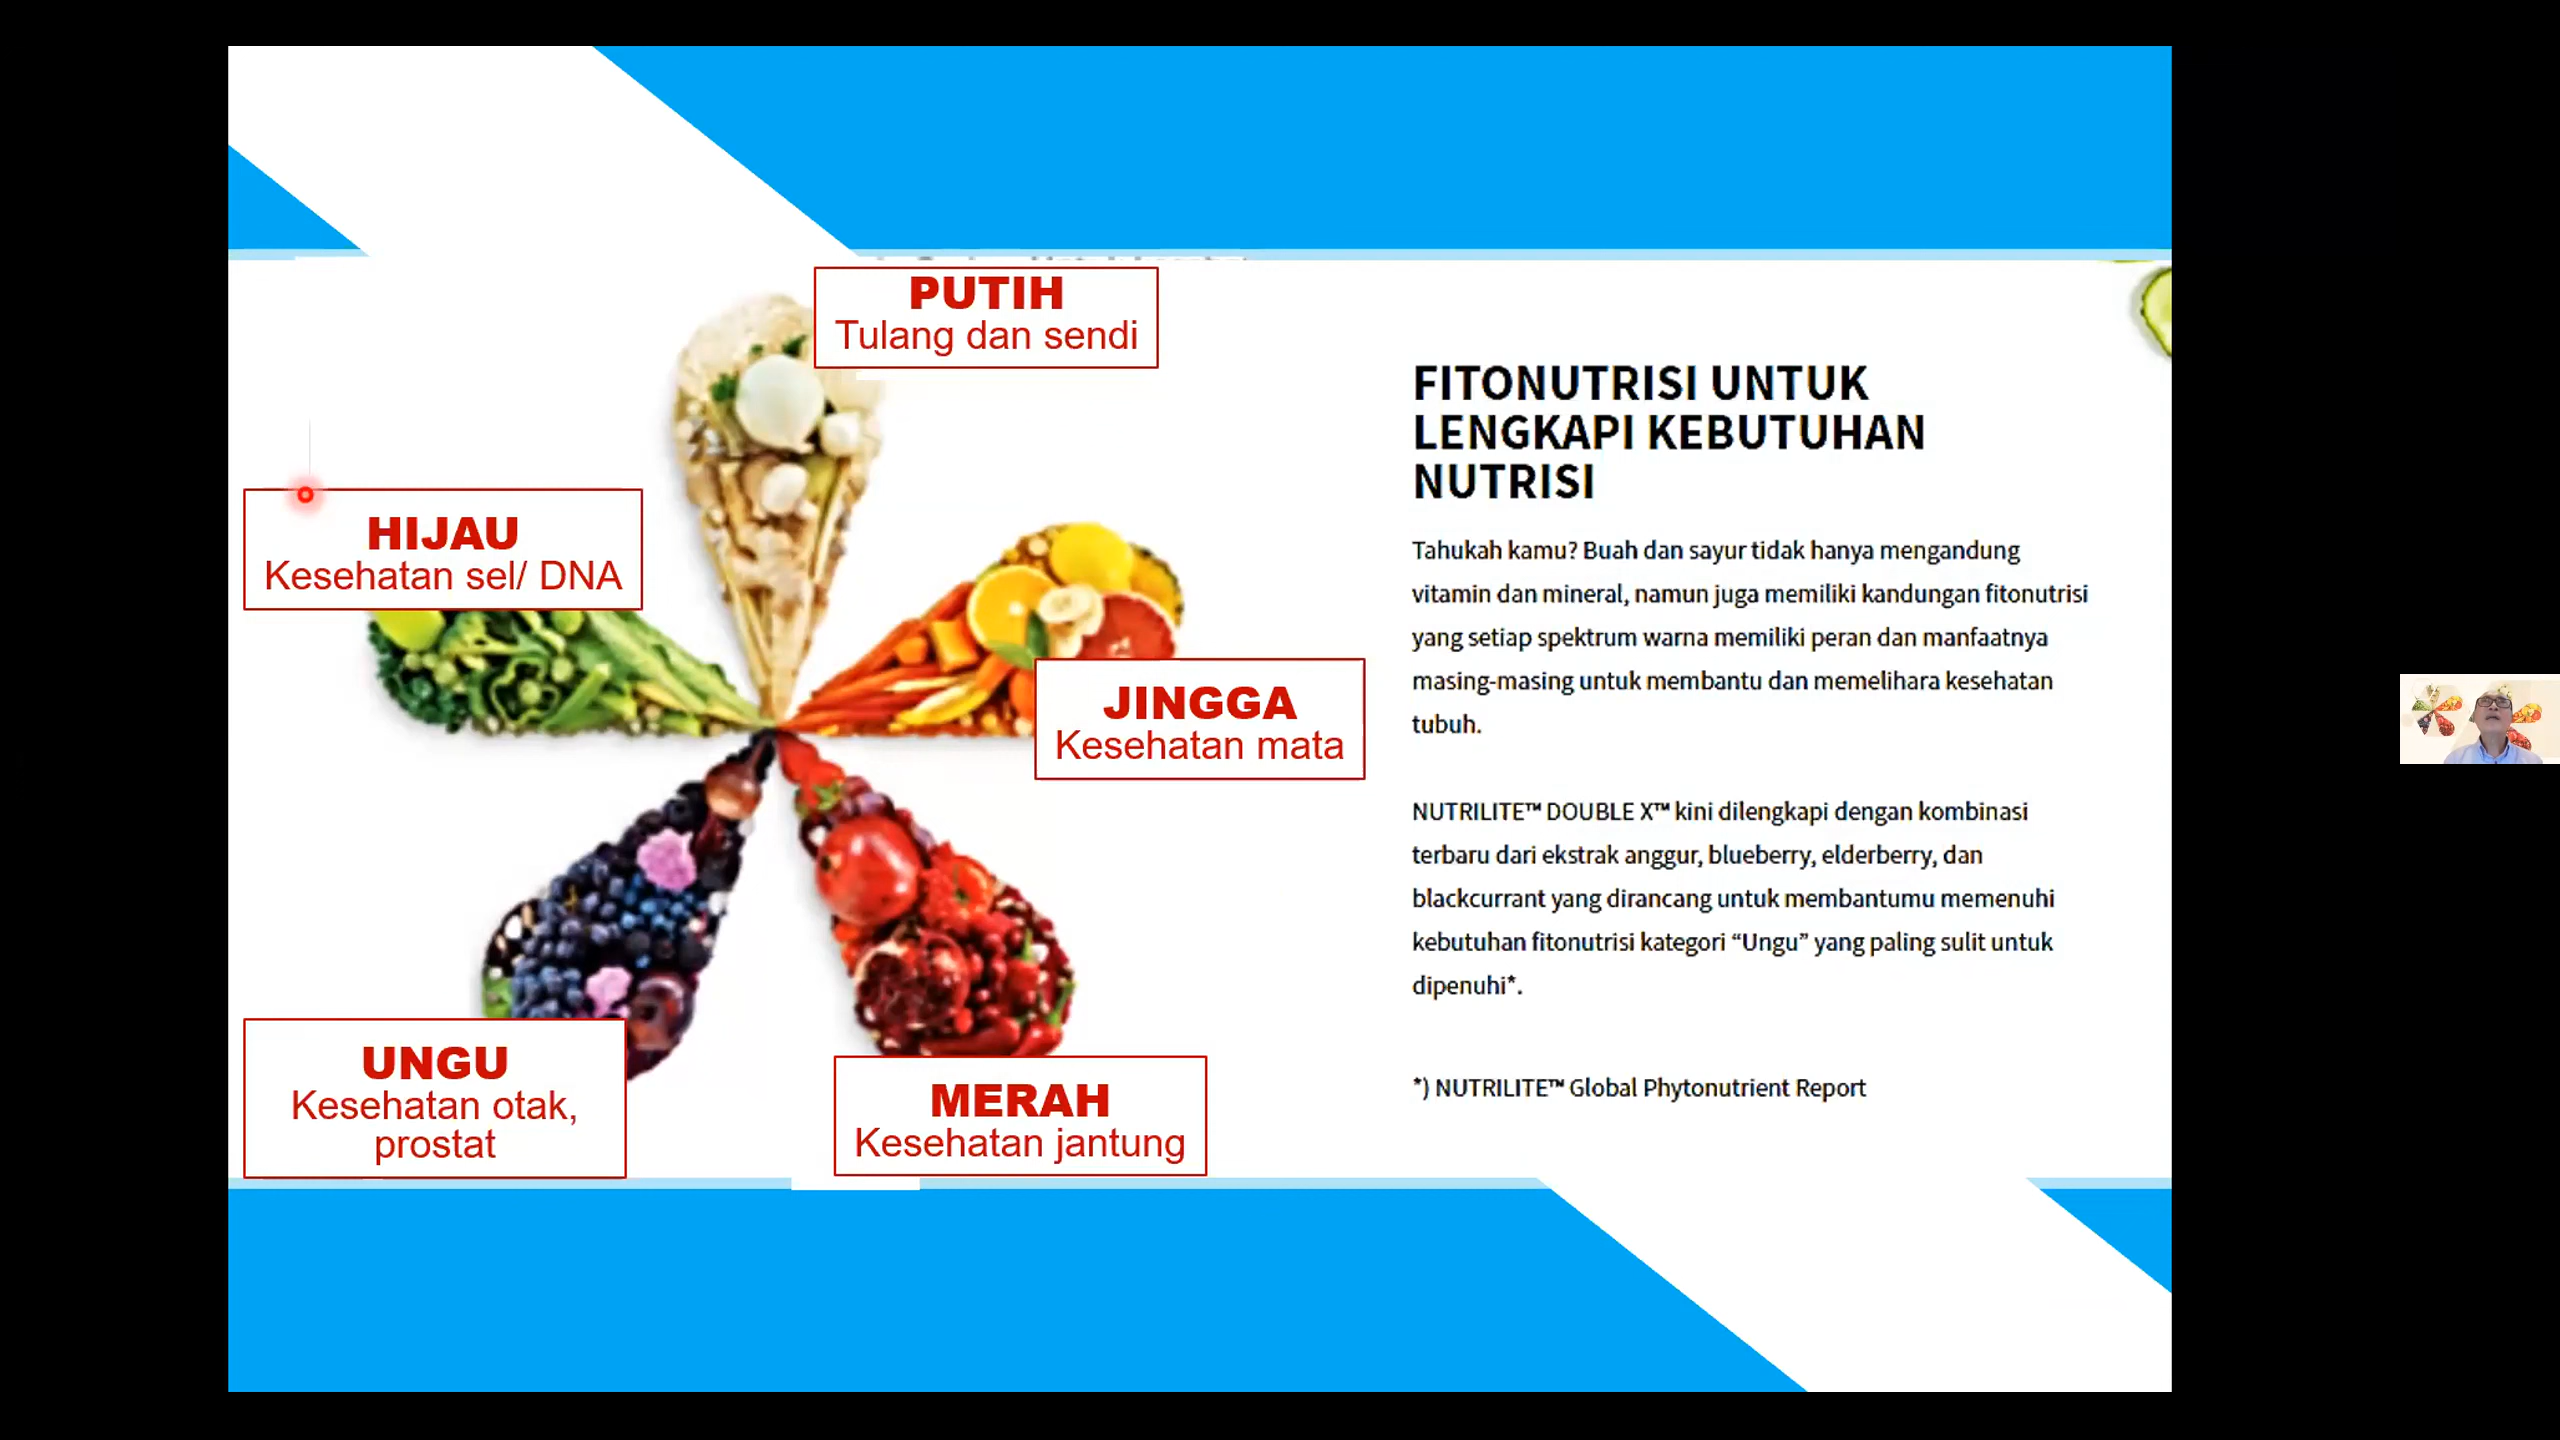 PUTIH
Tulang dan sendi
HIJAU
Kesehatan sel/ DNA
JINGGA
Kesehatan mata
UNGU
Kesehatan otak,
prostat
MERAH
Kesehatan jantung
FITONUTRISI UNTUK
LENGKAPI KEBUTUHAN
NUTRISI
Tahukah kamu? Buah dan sayur tidak hanya mengandung
vitamin dan mineral, namun juga memiliki kandungan fitonutrisi
yang setiap spektrum warna memiliki peran dan manfaatnya
masing-masing untuk membantu dan memelihara kesehatan
tubuh.
NUTRILITE™ DOUBLE X™ kini dilengkapi dengan kombinasi
terbaru dari ekstrak anggur, blueberry, elderberry, dan
blackcurrant yang dirancang untuk membantumu memenuhi
kebutuhan fitonutrisi kategori “Ungu” yang paling sulit untuk
dipenuhi*.
*) NUTRILITE™ Global Phytonutrient Report